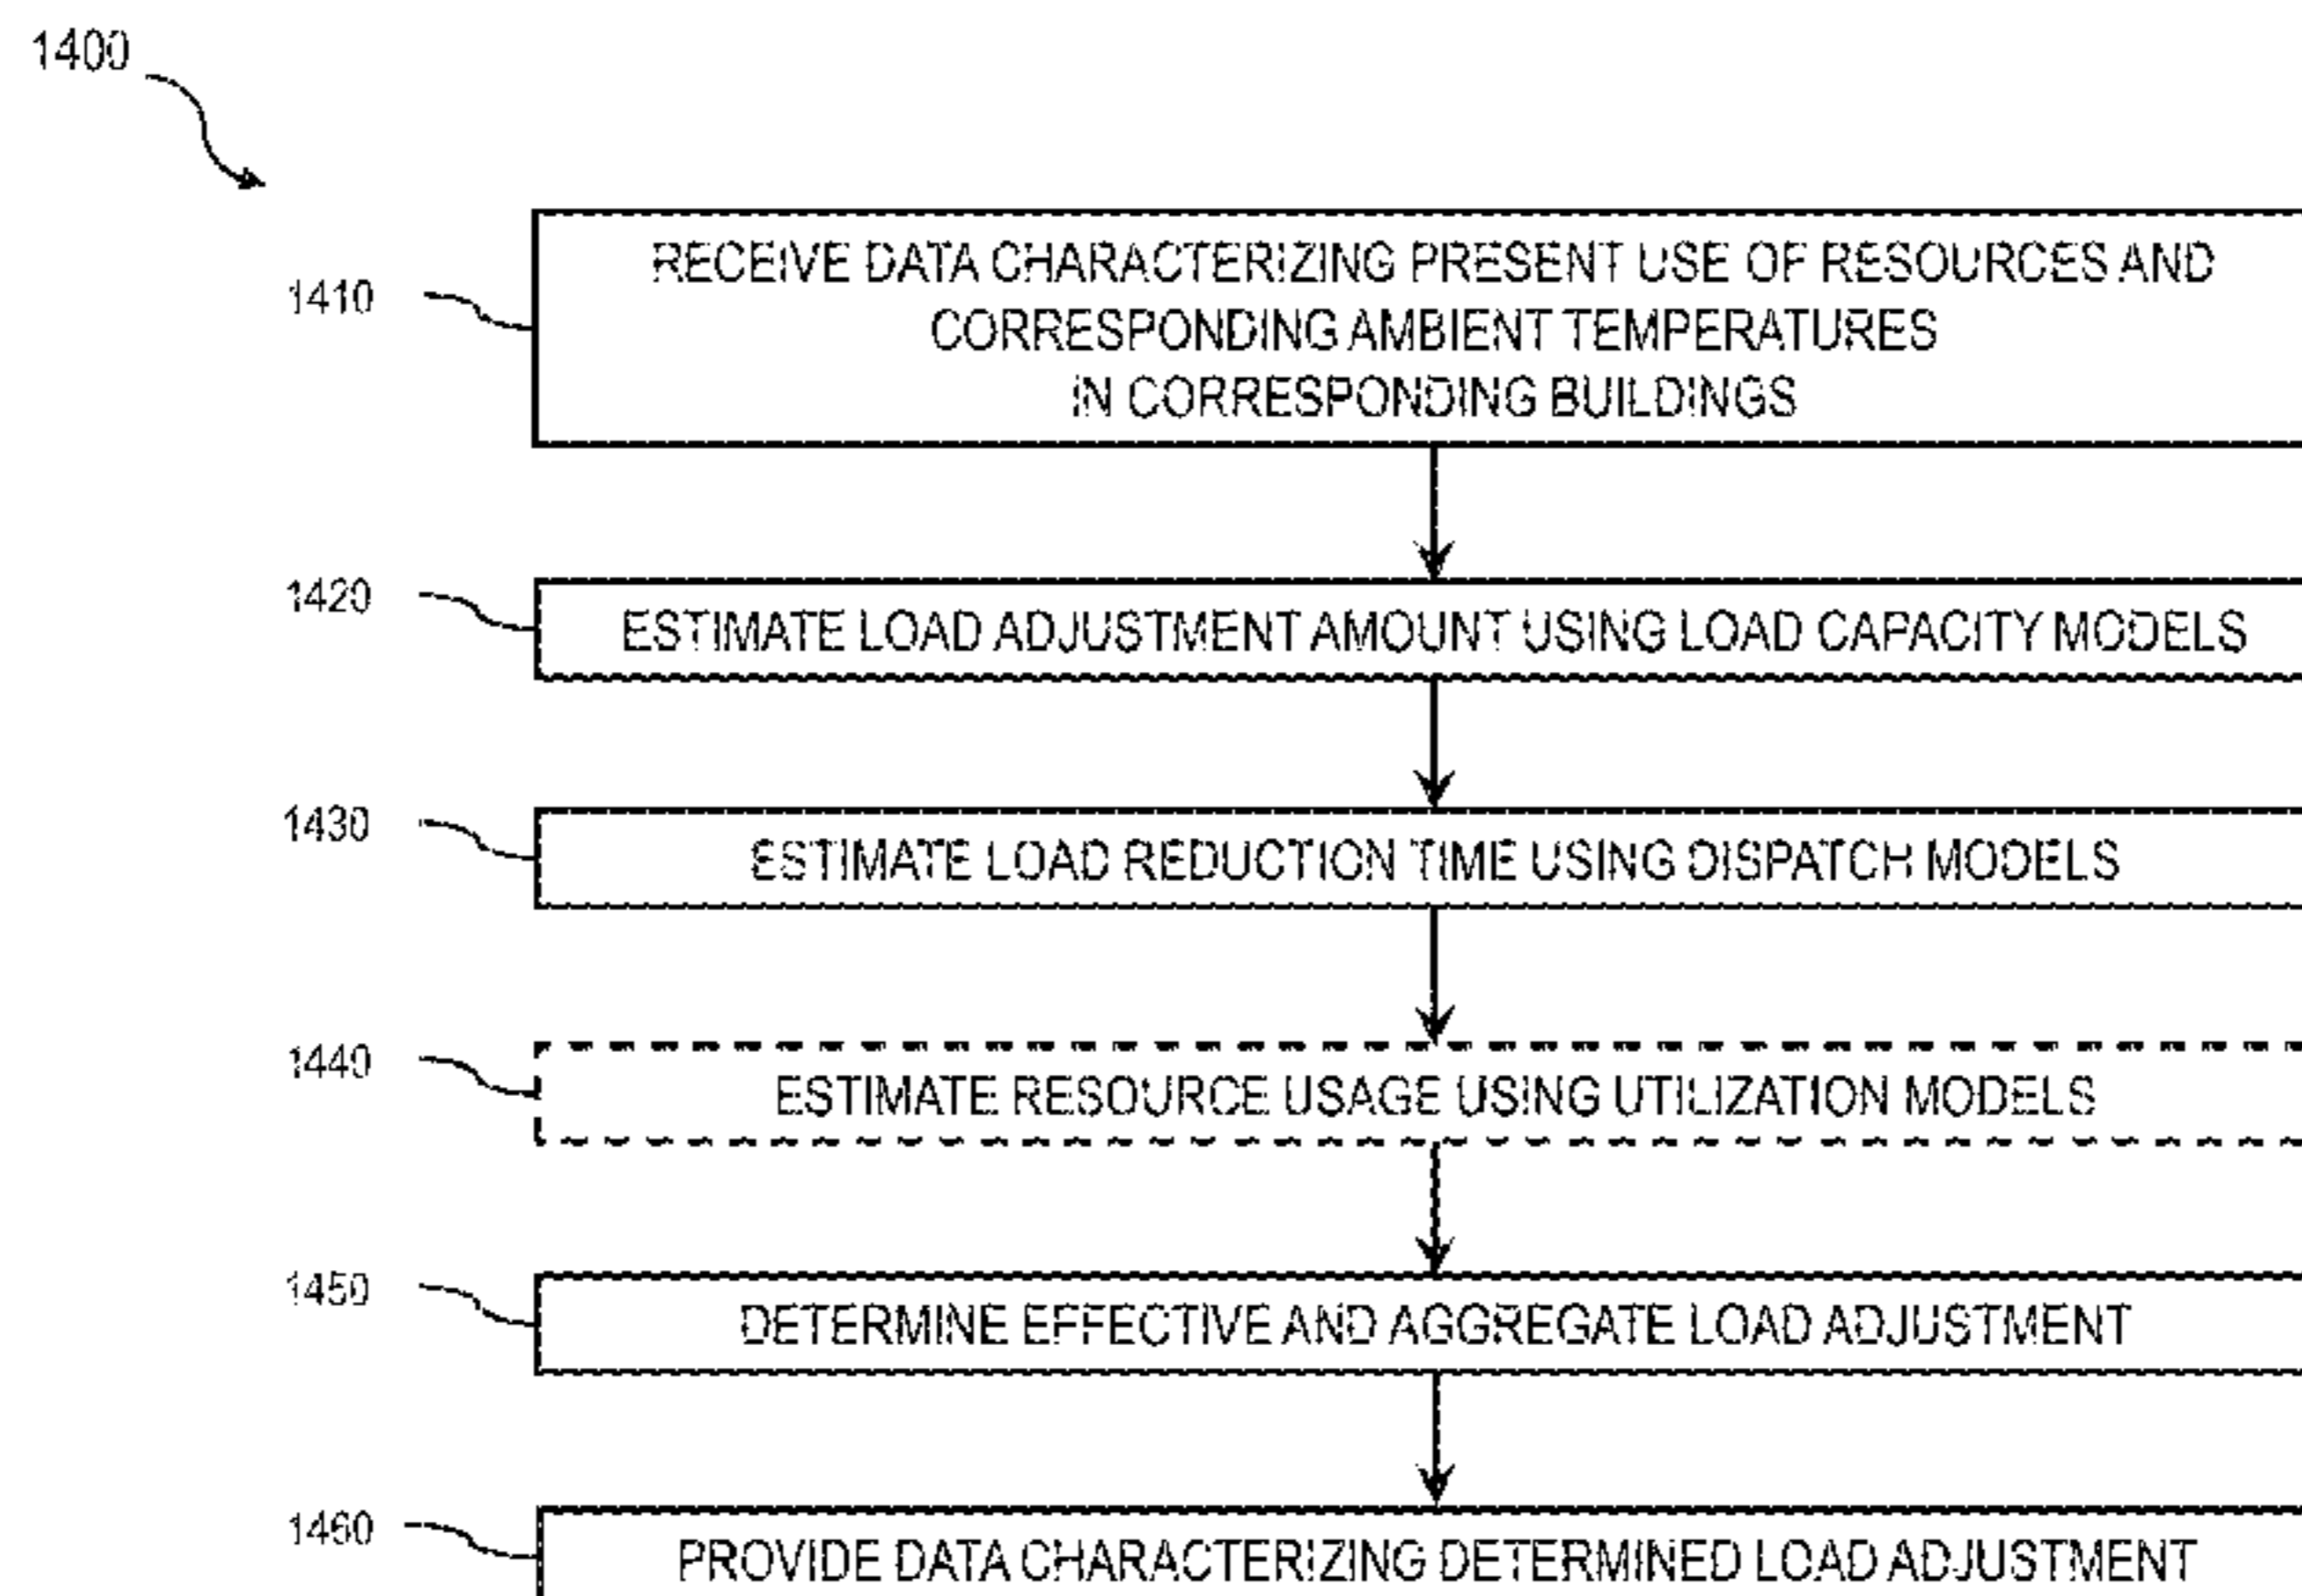 1400
1410
RECEIVE DATA CHARACTERIZING PRESENT USE OF RESOURCES AND
CORRESPONDING AMBIENT TEMPERATURES
IN CORRESPONDING BUILDINGS
1420
ESTIMATE LOAD ADJUSTMENT AMOUNT USING LOAD CAPACITY MODELS
1430
ESTIMATE LOAD REDUCTION TIME USING DISPATCH MODELS
1440
ESTIMATE RESOURCE USAGE USING UTILIZATION MODELS
1450
DETERMINE EFFECTIVE AND AGGREGATE LOAD ADJUSTMENT
1460
PROVIDE DATA CHARACTERIZING DETERMINED LOAD ADJUSTMENT